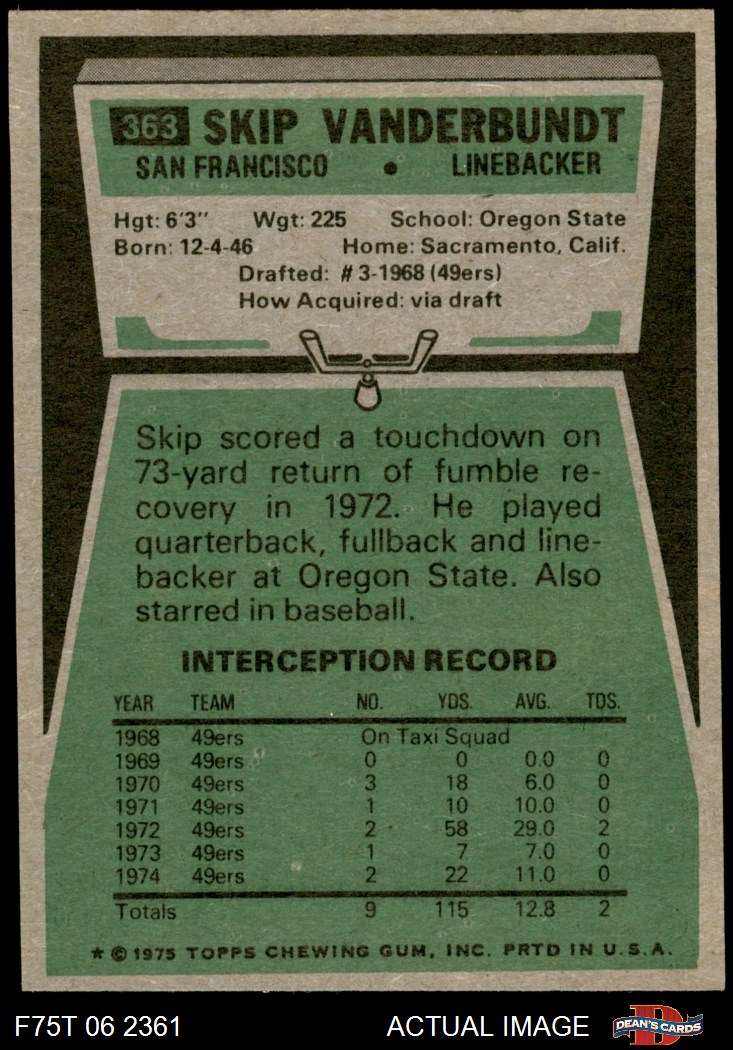 363 SKIP VANDERBUNDT
SAN FRANCISCO • LINEBACKER
Hgt: 6'3" Wgt: 225 School: Oregon State
Born: 12-4-46 Home: Sacramento, Calif.
Drafted: #3-1968 (49ers)
How Acquired: via draft
Skip scored a touchdown on
73-yard return of fumble re-
covery in 1972. He played
quarterback, fullback and line-
backer at Oregon State. Also
starred in baseball.
INTERCEPTION RECORD
YEAR TEAM NO. YDS. AVG. TDS.
1968 49ers On Taxi Squad
1969 49ers 0 0 0.0 0
1970 49ers 3 18 6.0 0
1971 49ers 1 10 10.0 0
1972 49ers 2 58 29.0 2
1973 49ers 1 7 7.0 0
1974 49ers 2 22 11.0 0
Totals 9 115 12.8 2
★ © 1975 TOPPS CHEWING GUM, INC. PRTD IN U.S.A.
F75T 06 2361 ACTUAL IMAGE DEAN'S CARDS